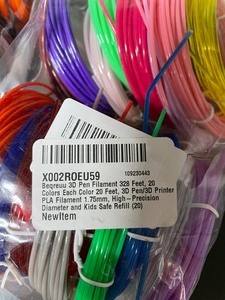 X002ROEU59
109230443
Beqreuu 3D Pen Filament 328 Feet, 20
Colors Each Color 20 Feet, 3D Pen/3D Printer
PLA Filament 1.75mm, High-Precision
Diameter and Kids Safe Refill (20)
NewItem